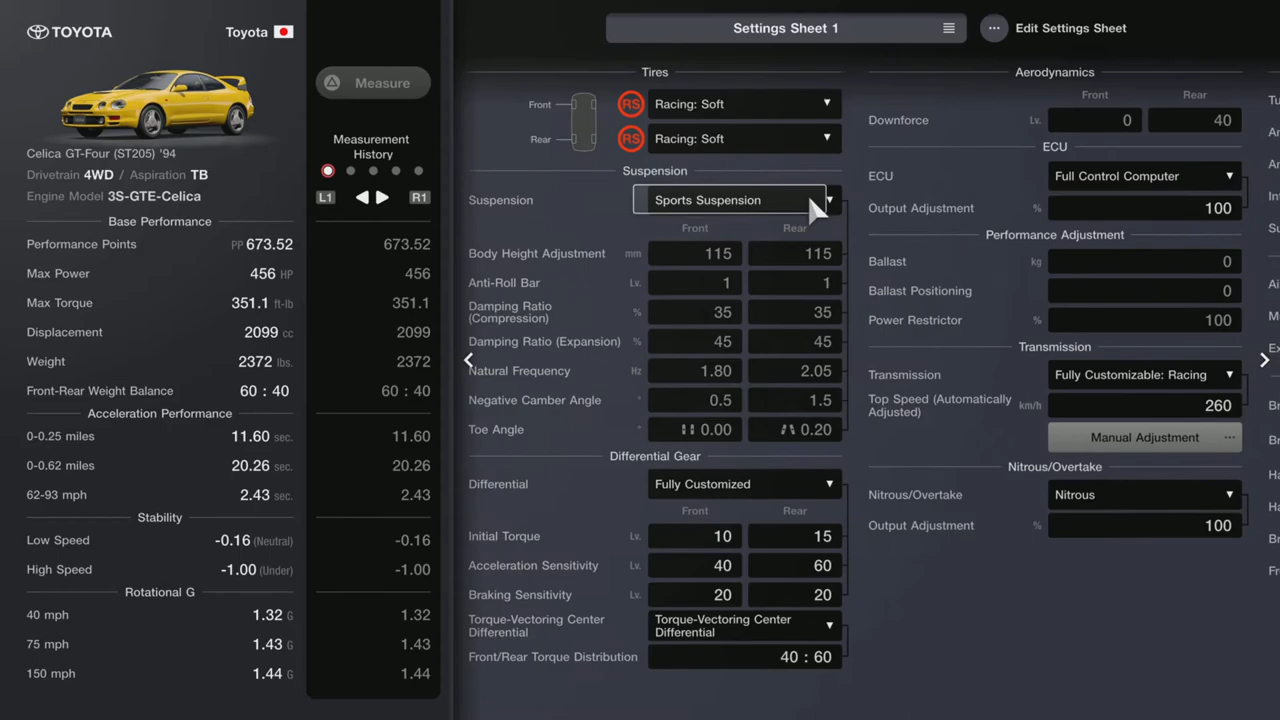 TOYOTA
Toyota
Celica GT-Four (ST205) '94
Drivetrain 4WD / Aspiration TB
Engine Model 3S-GTE-Celica
Base Performance
Performance Points PP 673.52
Max Power 456 HP
Max Torque 351.1 ft-lb
Displacement 2099 cc
Weight 2372 lbs.
Front-Rear Weight Balance 60 : 40
Acceleration Performance
0-0.25 miles 11.60 sec.
0-0.62 miles 20.26 sec.
62-93 mph 2.43 sec.
Stability
Low Speed -0.16 (Neutral)
High Speed -1.00 (Under)
Rotational G
40 mph 1.32 G
75 mph 1.43 G
150 mph 1.44 G
Measure
Measurement
History
L1 R1
673.52
456
351.1
2099
2372
60 : 40
11.60
20.26
2.43
-0.16
-1.00
1.32
1.43
1.44
Settings Sheet 1
Edit Settings Sheet
Tires
Front RS Racing: Soft
Rear RS Racing: Soft
Suspension
Suspension Sports Suspension
Front Rear
Body Height Adjustment mm 115 115
Anti-Roll Bar Lv. 1 1
Damping Ratio
(Compression) % 35 35
Damping Ratio (Expansion) % 45 45
Natural Frequency Hz 1.80 2.05
Negative Camber Angle ° 0.5 1.5
Toe Angle ° 0.00 0.20
Differential Gear
Differential Fully Customized
Front Rear
Initial Torque Lv. 10 15
Acceleration Sensitivity Lv. 40 60
Braking Sensitivity Lv. 20 20
Torque-Vectoring Center
Differential
Torque-Vectoring Center
Differential
Front/Rear Torque Distribution 40 : 60
Aerodynamics
Front Rear
Downforce Lv. 0 40
ECU
ECU Full Control Computer
Output Adjustment % 100
Performance Adjustment
Ballast kg 0
Ballast Positioning 0
Power Restrictor % 100
Transmission
Transmission Fully Customizable: Racing
Top Speed (Automatically
Adjusted) km/h 260
Manual Adjustment
Nitrous/Overtake
Nitrous/Overtake Nitrous
Output Adjustment % 100